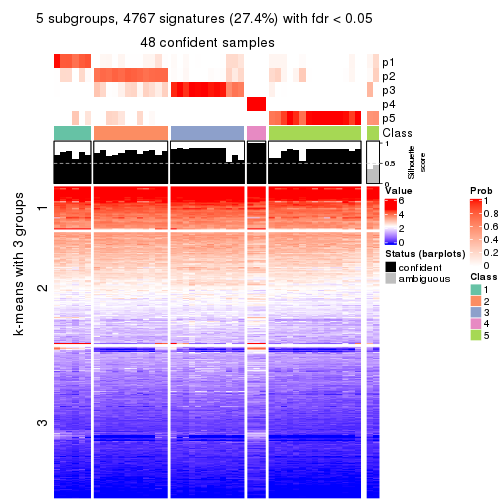 5 subgroups, 4767 signatures (27.4%) with fdr < 0.05
48 confident samples
p1
p2
p3
p4
p5
Class
1
0.5
0
Silhouette
score
k-means with 3 groups
1
2
3
Value
6
4
2
0
Status (barplots)
confident
ambiguous
Prob
1
0.8
0.6
0.4
0.2
0
Class
1
2
3
4
5